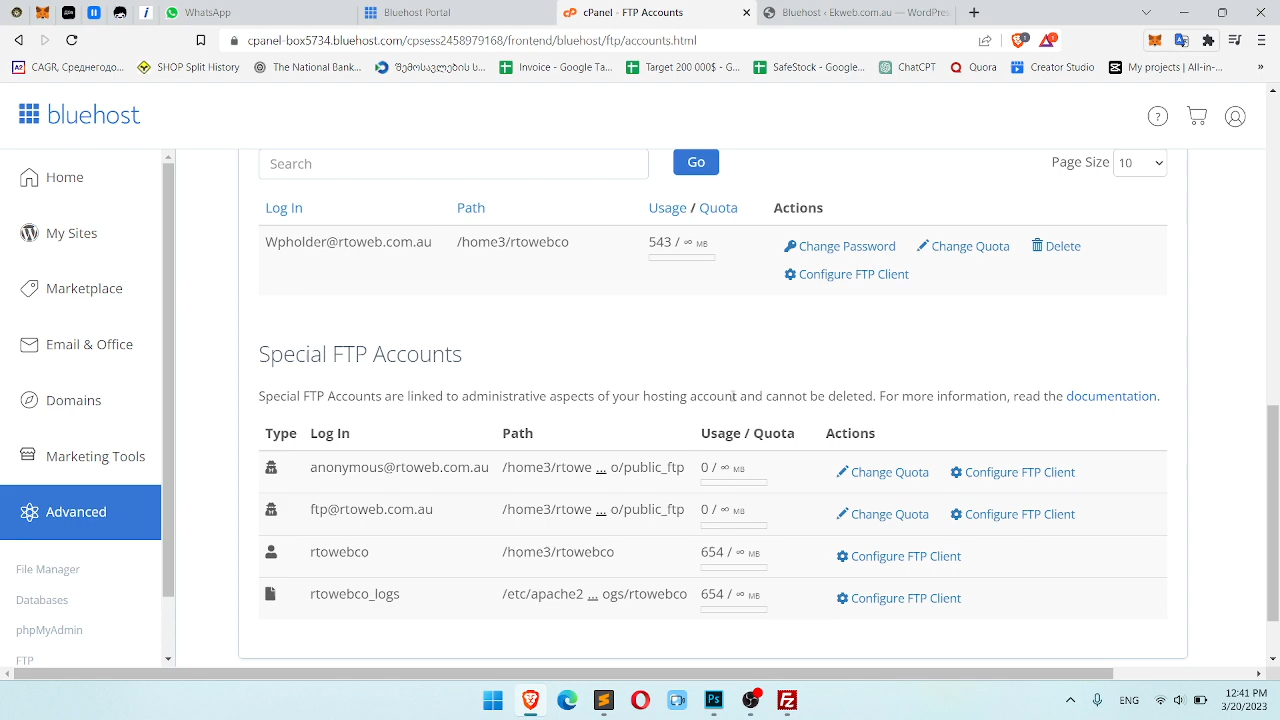 WhatsApp
Bluehost Portal
cPanel - FTP Accounts
Bluehost - Ekweb.com.au — WordPres
cpanel-box5734.bluehost.com/cpsess2458979168/frontend/bluehost/ftp/accounts.html
CAGR, Среднегодо...
SHOP Split History
The National Bank...
Invoice - Google Ta...
Target 200 000$ - G...
SafeStock - Google...
ChatCPT
Quora
Creator Studio
My projects | All-in...
bluehost
Home
My Sites
Marketplace
Email & Office
Domains
Marketing Tools
Advanced
File Manager
Databases
phpMyAdmin
FTP
Search
Go
Page Size 10
Log In Path Usage / Quota Actions
Wpholder@rtoweb.com.au /home3/rtowebco 543 / ∞ MB Change Password Change Quota Delete
Configure FTP Client
Special FTP Accounts
Special FTP Accounts are linked to administrative aspects of your hosting account and cannot be deleted. For more information, read the documentation.
Type Log In Path Usage / Quota Actions
anonymous@rtoweb.com.au /home3/rtowe ... o/public_ftp 0 / ∞ MB Change Quota Configure FTP Client
ftp@rtoweb.com.au /home3/rtowe ... o/public_ftp 0 / ∞ MB Change Quota Configure FTP Client
rtowebco /home3/rtowebco 654 / ∞ MB Configure FTP Client
rtowebco_logs /etc/apache2 ... ogs/rtowebco 654 / ∞ MB Configure FTP Client
ENG
12:41 PM
3/20/2023